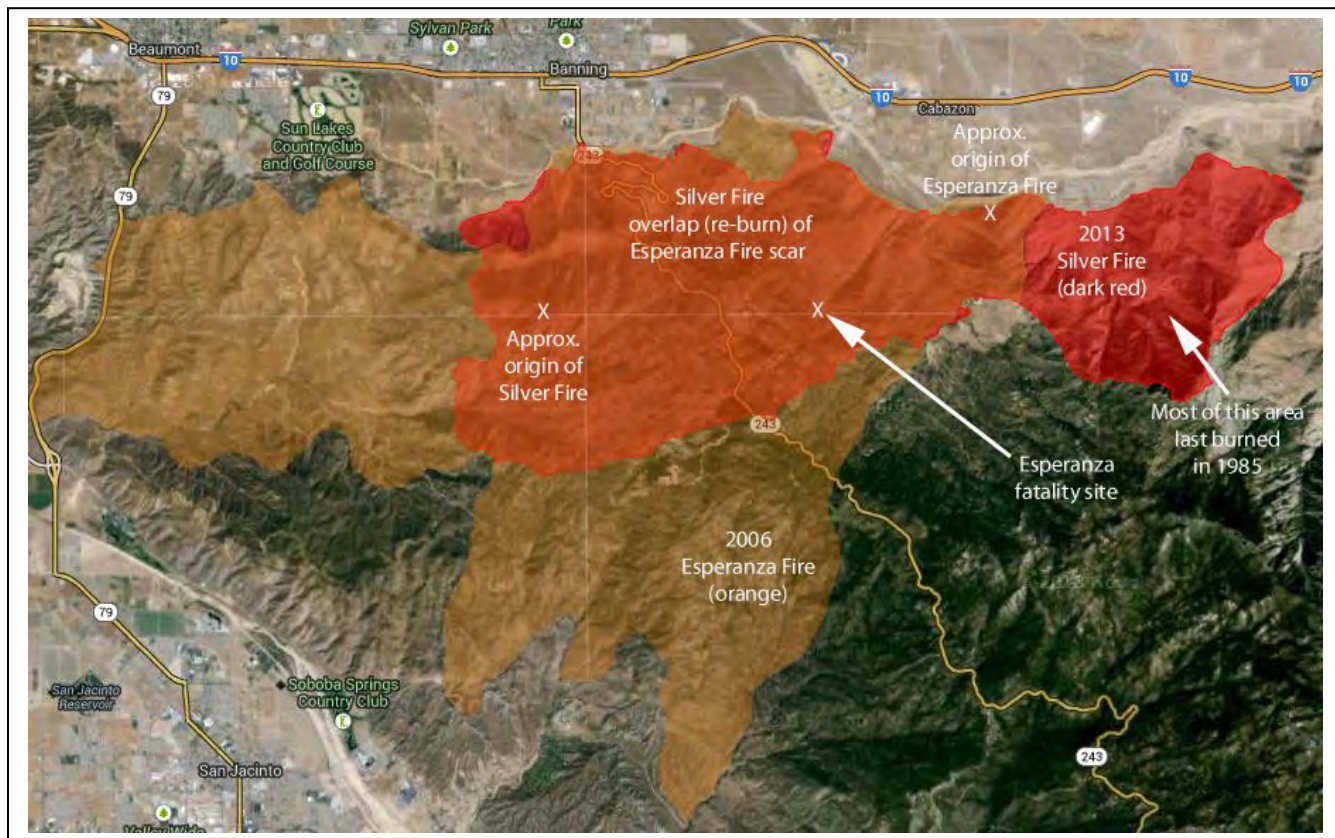 Sylvan Park
Park
Beaumont
10
Banning
79
10
10
10
Cabazon
Sun Lakes
Country Club
and Golf Course
243
Approx.
origin of
Esperanza Fire
X
79
Silver Fire
overlap (re-burn) of
Esperanza Fire scar
2013
Silver Fire
(dark red)
X
X
Approx.
origin of
Silver Fire
243
Most of this area
last burned
in 1985
Esperanza
fatality site
2006
Esperanza Fire
(orange)
79
Soboba Springs
Country Club
San Jacinto
Reservoir
San Jacinto
243
Valley Wide